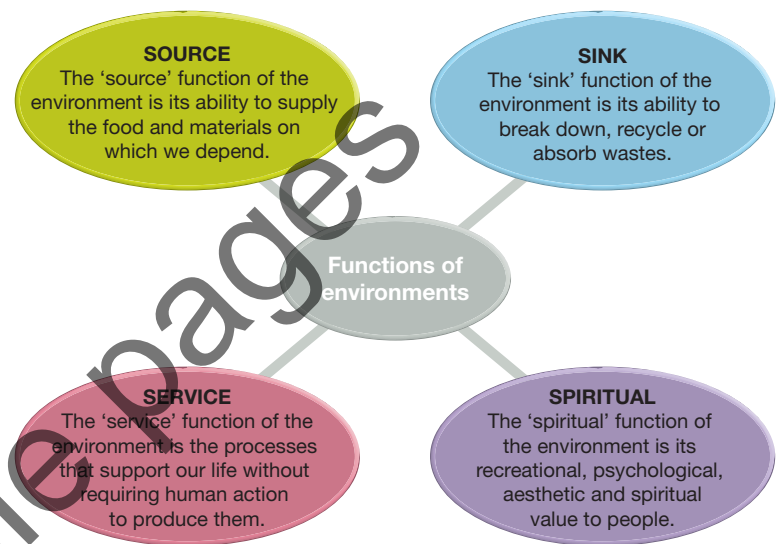 SOURCE
The ‘source’ function of the
environment is its ability to supply
the food and materials on
which we depend.
SINK
The ‘sink’ function of the
environment is its ability to
break down, recycle or
absorb wastes.
Functions of
environments
SERVICE
The ‘service’ function of the
environment is the processes
that support our life without
requiring human action
to produce them.
SPIRITUAL
The ‘spiritual’ function of
the environment is its
recreational, psychological,
aesthetic and spiritual
value to people.
pages